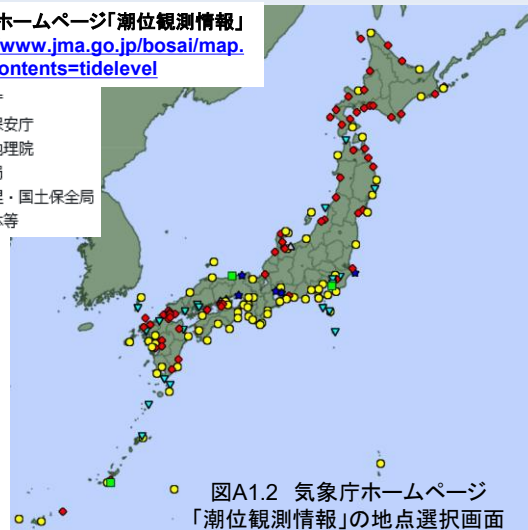 ホームページ「潮位観測情報」
www.jma.go.jp/bosai/map.
ontents=tidelevel
保安庁
地理院
局
・国土保全局
等
図A1.2 気象庁ホームページ
「潮位観測情報」の地点選択画面